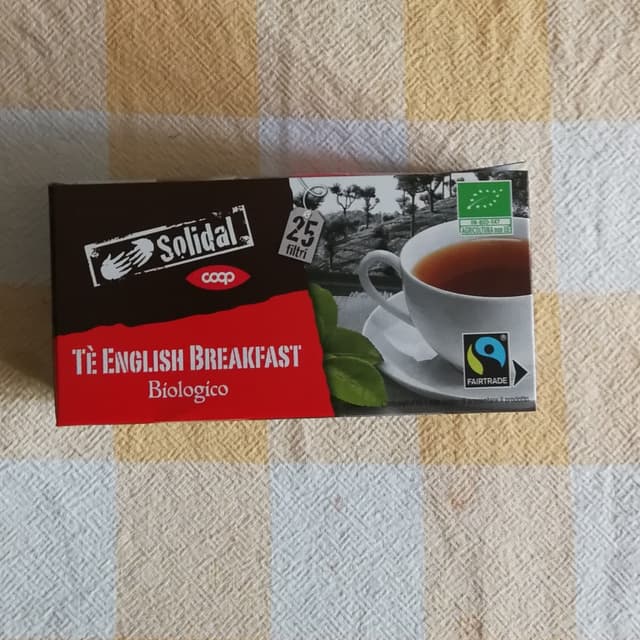 Solidal
coop
25
filtri
TÈ ENGLISH BREAKFAST
Biologico
AGRICOLTURA non UE
FAIRTRADE